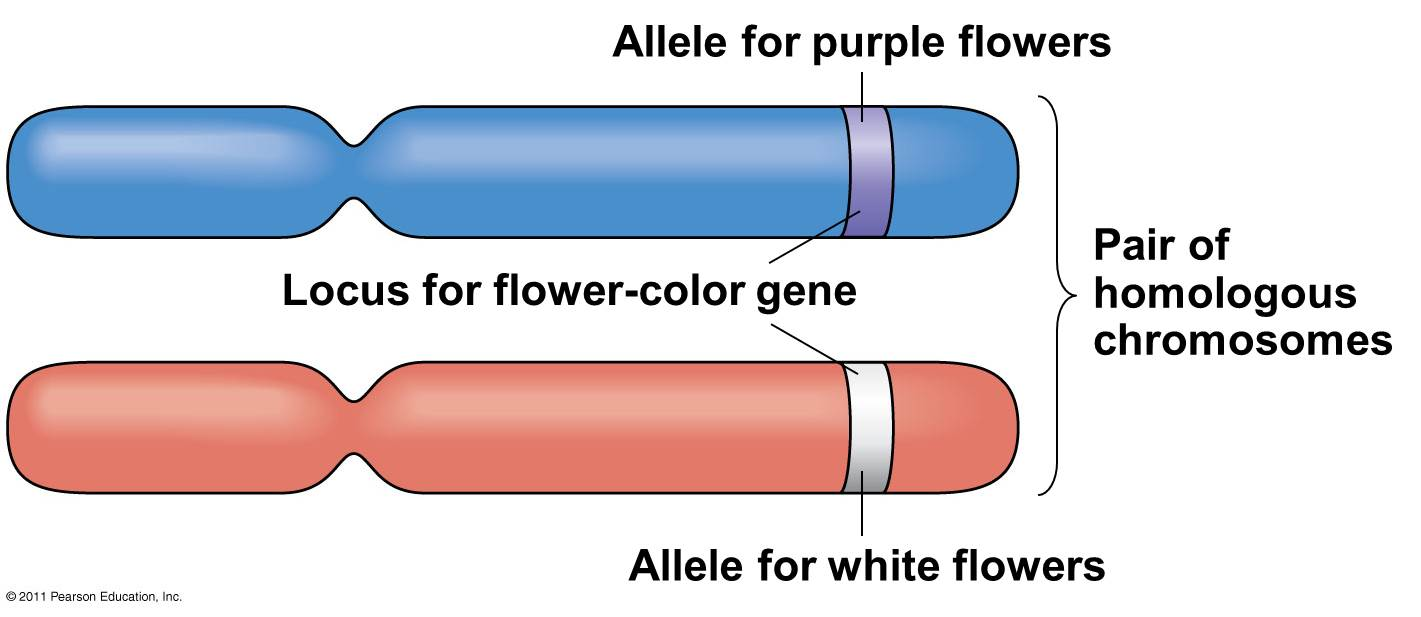 Allele for purple flowers
Locus for flower-color gene
Pair of
homologous
chromosomes
Allele for white flowers
© 2011 Pearson Education, Inc.